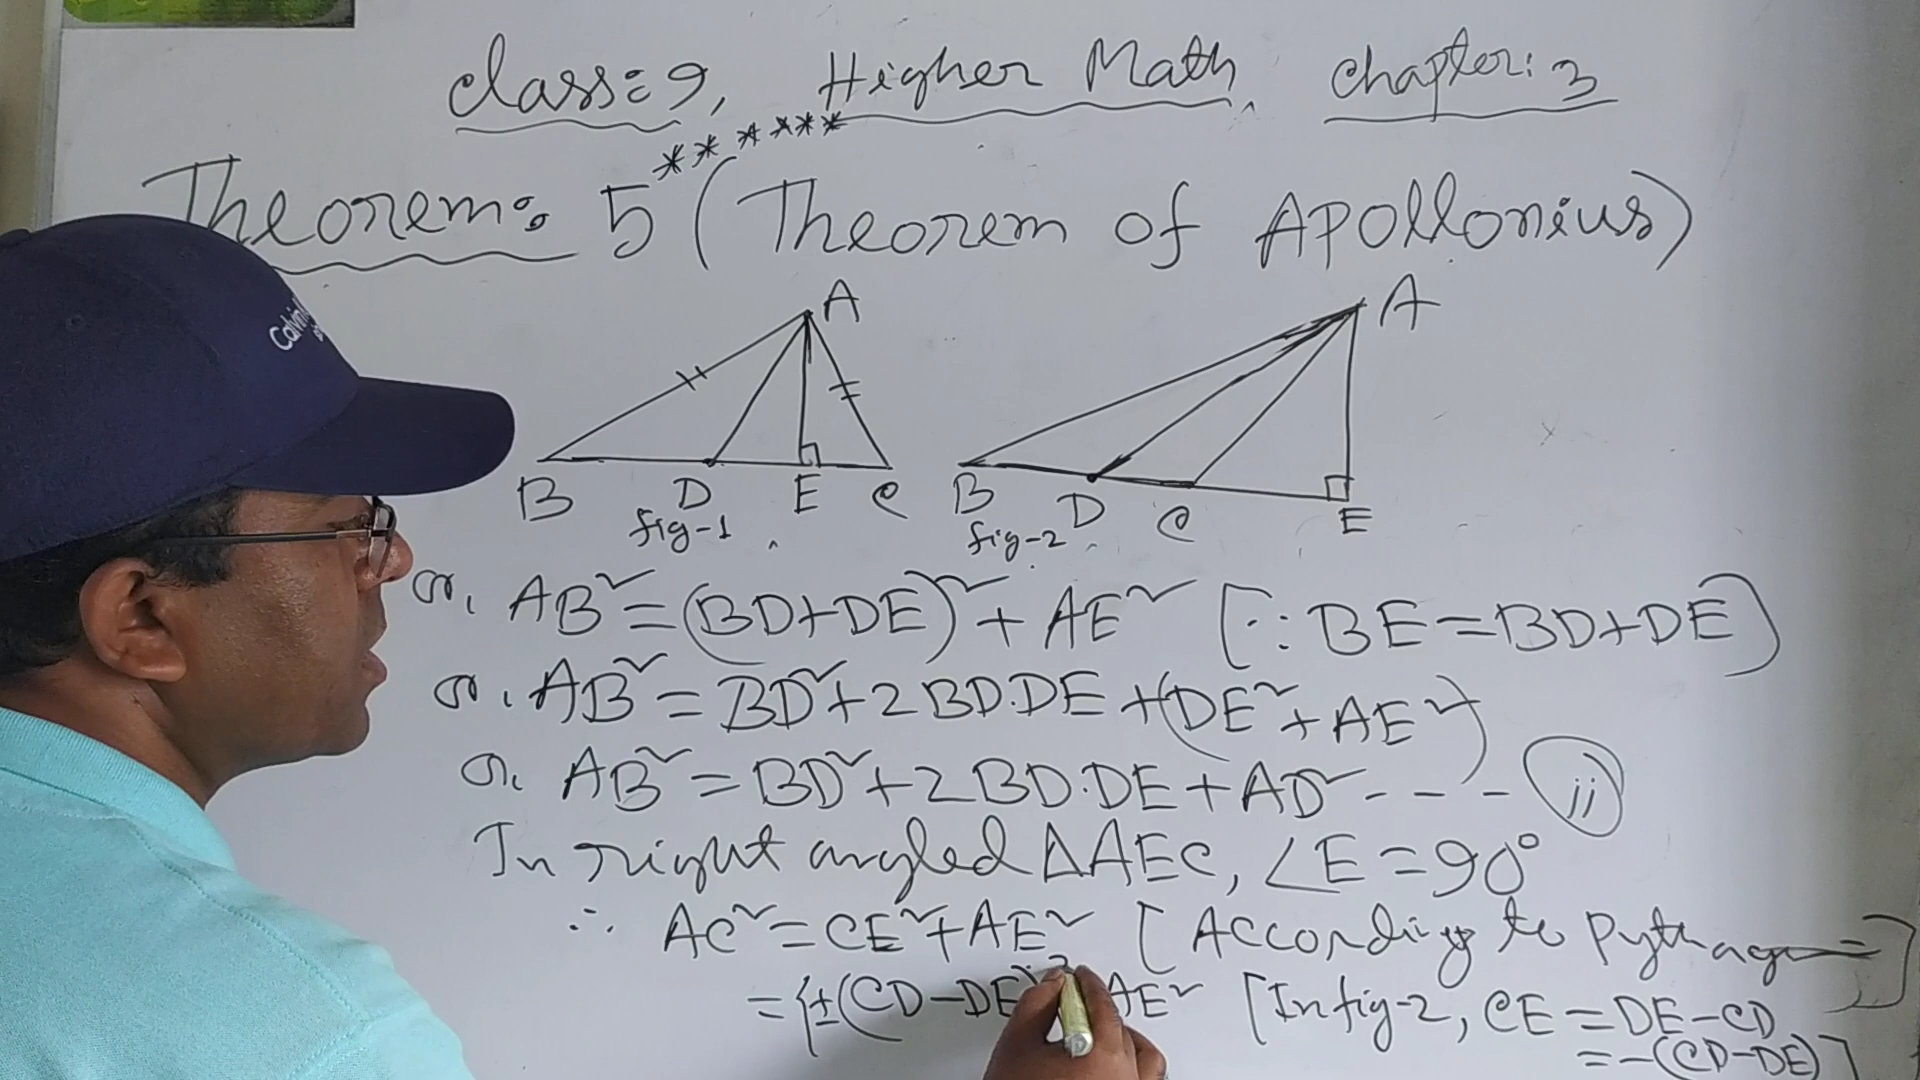 Class: 9, Higher Math, Chapter: 3
******
Theorem: 5 (Theorem of APollonius)
A
B D E C
fig-1
A
B D C E
fig-2
or, AB² = (BD+DE)² + AE² [∵ BE = BD+DE]
or, AB² = BD² + 2BD.DE + (DE² + AE²)
or, AB² = BD² + 2BD.DE + AD² - - - (ii)
In right angled ΔAEC, ∠E = 90°
∴ AC² = CE² + AE² [According to Pythagoras]
= {±(CD-DE)}² AE² [In fig-2, CE = DE-CD
= -(CD-DE)]